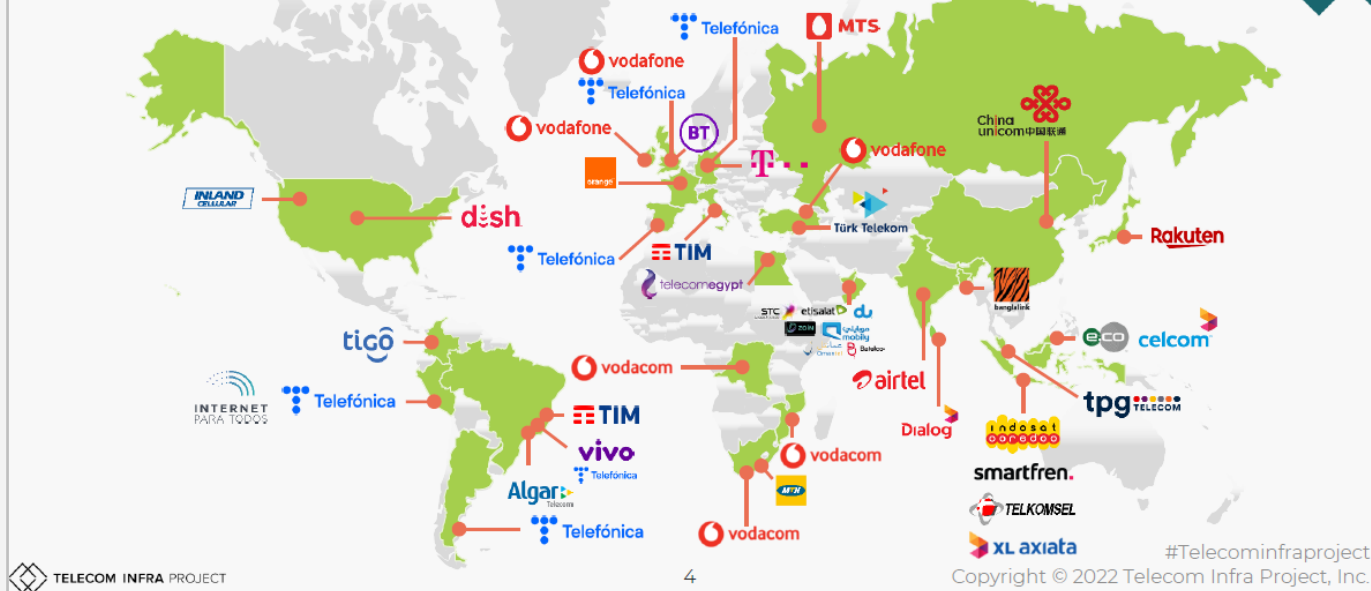 Telefónica
MTS
vodafone
Telefónica
vodafone
BT
orange
T
vodafone
China
unicom中国联通
INLAND
CELLULAR
dish
Telefónica
TIM
Türk Telekom
Rakuten
telecomegypt
STC
etisalat
du
ZAIN
mobily
Omantel
Batelco
banglalink
e.co
celcom
tigo
INTERNET
PARA TODOS
Telefónica
vodacom
airtel
TIM
vivo
Telefónica
Algar
Telecom
Dialog
tpg TELECOM
indosat
ooredoo
vodacom
MTN
smartfren.
Telefónica
vodacom
TELKOMSEL
XL axiata
#Telecominfraproject
TELECOM INFRA PROJECT
4
Copyright © 2022 Telecom Infra Project, Inc.